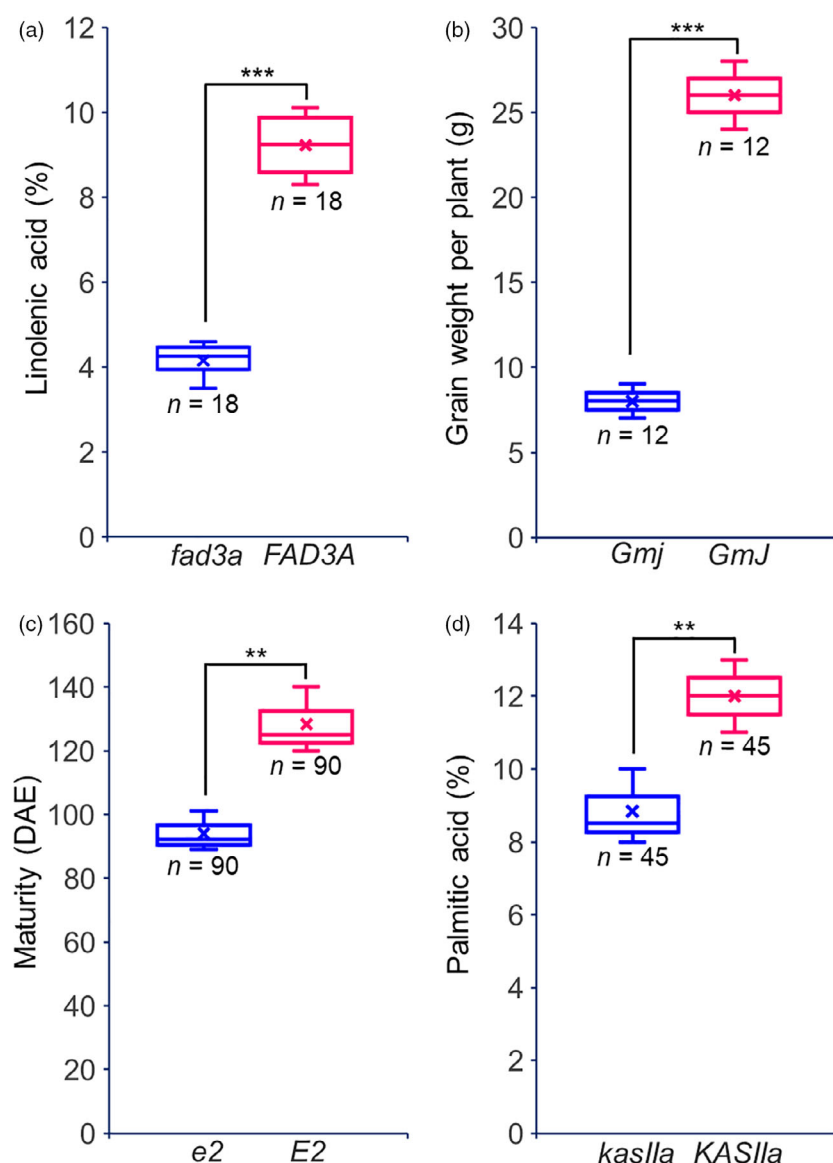 (a)
Linolenic acid (%)
12
10
8
6
4
2
0
***
n = 18
n = 18
fad3a FAD3A
(b)
Grain weight per plant (g)
30
25
20
15
10
5
0
***
n = 12
n = 12
Gmj GmJ
(c)
Maturity (DAE)
160
140
120
100
80
60
40
20
0
**
n = 90
n = 90
e2 E2
(d)
Palmitic acid (%)
14
12
10
8
6
4
2
0
**
n = 45
n = 45
kasIIa KASIIa